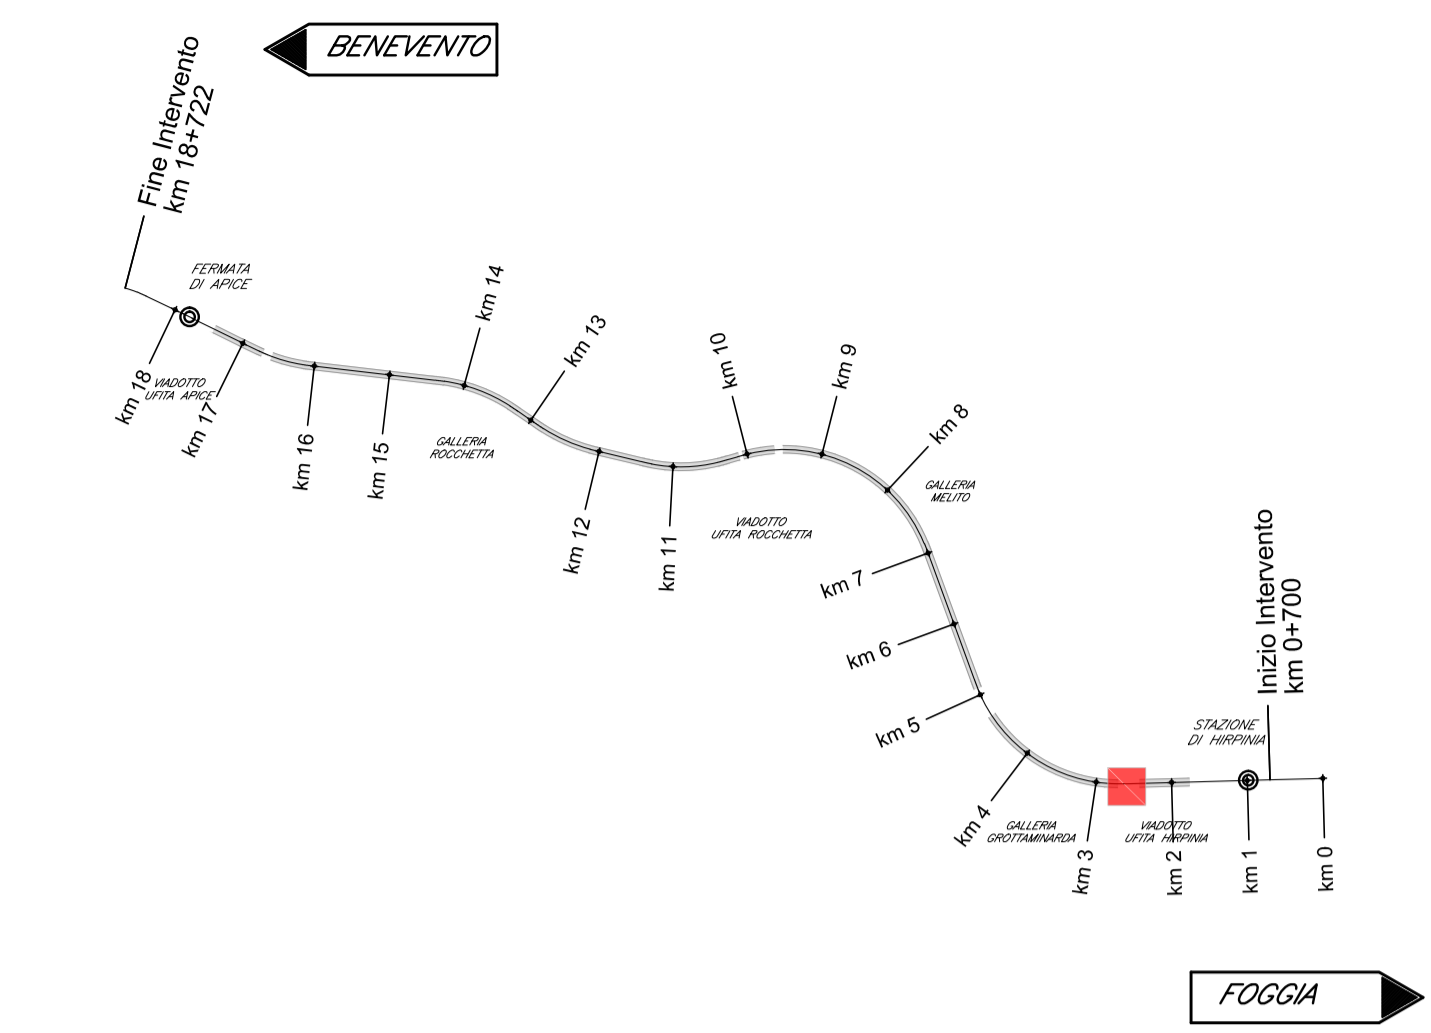 BENEVENTO
Fine Intervento
km 18+722
FERMATA
DI APICE
km 14
km 13
km 10
km 9
km 8
km 18
VIADOTTO
UFITA APICE
km 17
km 16
km 15
GALLERIA
ROCCHETTA
km 12
km 11
VIADOTTO
UFITA ROCCHETTA
GALLERIA
MELITO
km 7
km 6
km 5
Inizio Intervento
km 0+700
STAZIONE
DI HIRPINIA
km 4
GALLERIA
GROTTAMINARDA
km 3
VIADOTTO
UFITA HIRPINIA
km 2
km 1
km 0
FOGGIA